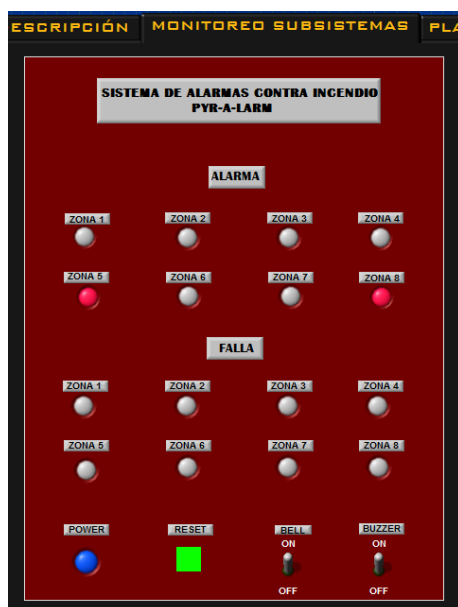 ESCRIPCIÓN MONITOREO SUBSISTEMAS PLA
SISTEMA DE ALARMAS CONTRA INCENDIO
PYR-A-LARM
ALARMA
ZONA 1 ZONA 2 ZONA 3 ZONA 4
ZONA 5 ZONA 6 ZONA 7 ZONA 8
FALLA
ZONA 1 ZONA 2 ZONA 3 ZONA 4
ZONA 5 ZONA 6 ZONA 7 ZONA 8
POWER RESET BELL BUZZER
ON ON
OFF OFF